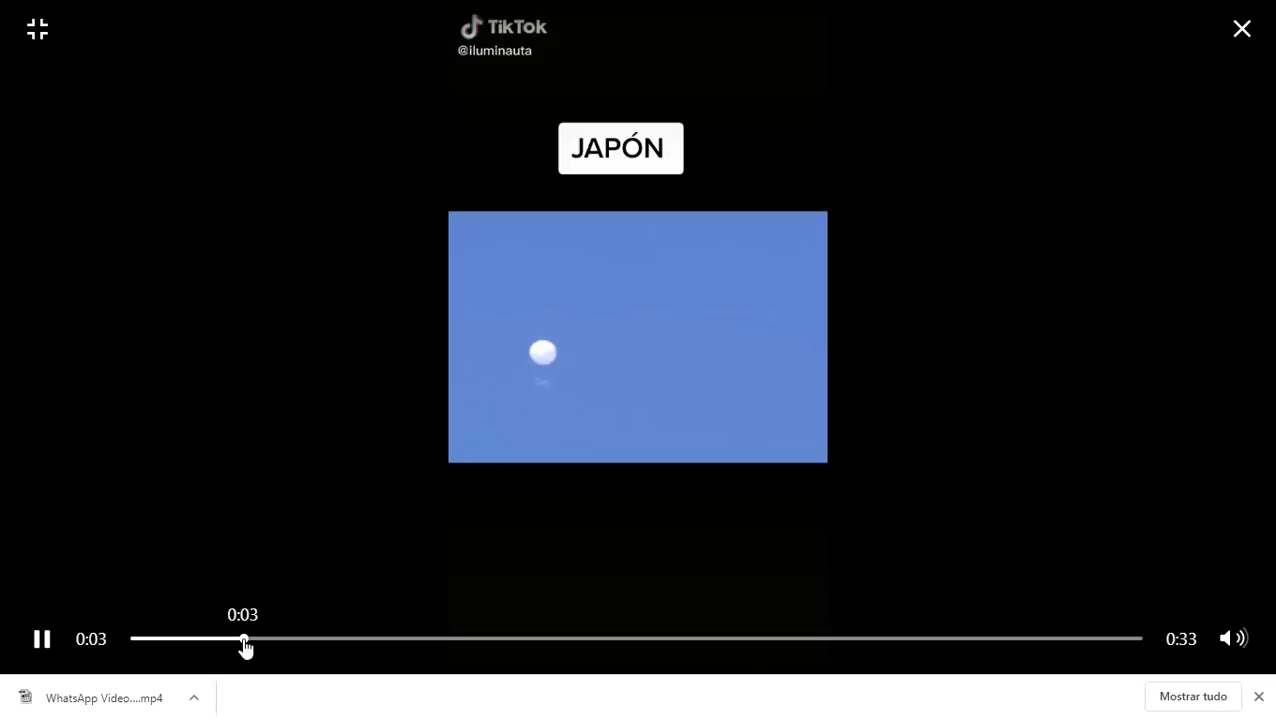 TikTok
@iluminauta
JAPÓN
0:03
0:03
0:33
WhatsApp Video....mp4
Mostrar tudo